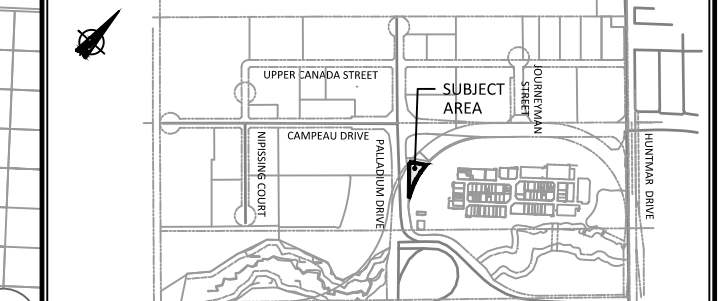 UPPER CANADA STREET
SUBJECT
AREA
JOURNEYMAN
STREET
CAMPEAU DRIVE
NIPISSING COURT
PALLADIUM DRIVE
HUNTMAR DRIVE